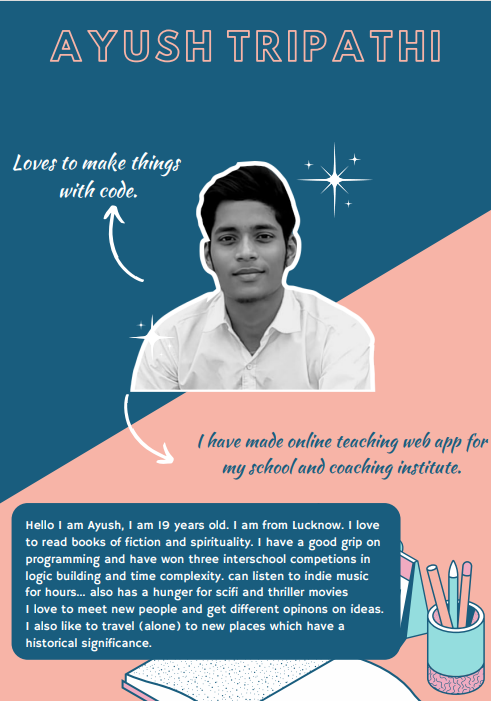 AYUSH TRIPATHI
Loves to make things
with code.
I have made online teaching web app for
my school and coaching institute.
Hello I am Ayush, I am 19 years old. I am from Lucknow. I love
to read books of fiction and spirituality. I have a good grip on
programming and have won three interschool competions in
logic building and time complexity. can listen to indie music
for hours... also has a hunger for scifi and thriller movies
I love to meet new people and get different opinons on ideas.
I also like to travel (alone) to new places which have a
historical significance.